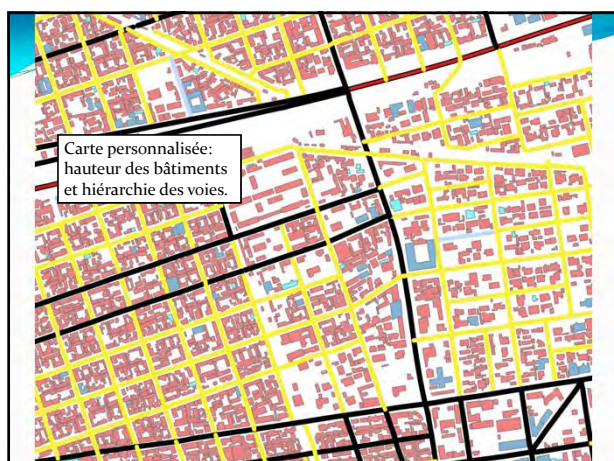 Carte personnalisée:
hauteur des bâtiments
et hiérarchie des voies.